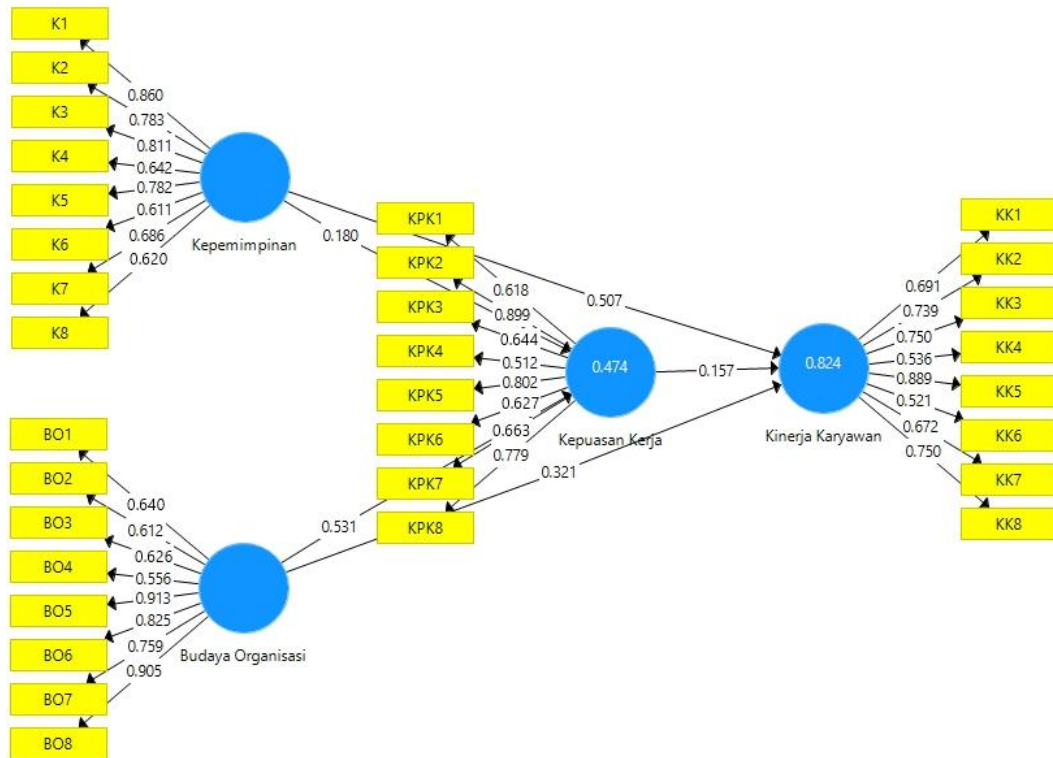 K1
K2
K3
K4
K5
K6
K7
K8
0.860
0.783
0.811
0.642
0.782
0.611
0.686
0.620
Kepemimpinan
0.180
0.507
BO1
BO2
BO3
BO4
BO5
BO6
BO7
BO8
0.640
0.612
0.626
0.556
0.913
0.825
0.759
0.905
Budaya Organisasi
0.531
0.321
KPK1
KPK2
KPK3
KPK4
KPK5
KPK6
KPK7
KPK8
0.618
0.899
0.644
0.512
0.802
0.627
0.663
0.779
0.474
Kepuasan Kerja
0.157
0.824
Kinerja Karyawan
0.691
0.739
0.750
0.536
0.889
0.521
0.672
0.750
KK1
KK2
KK3
KK4
KK5
KK6
KK7
KK8